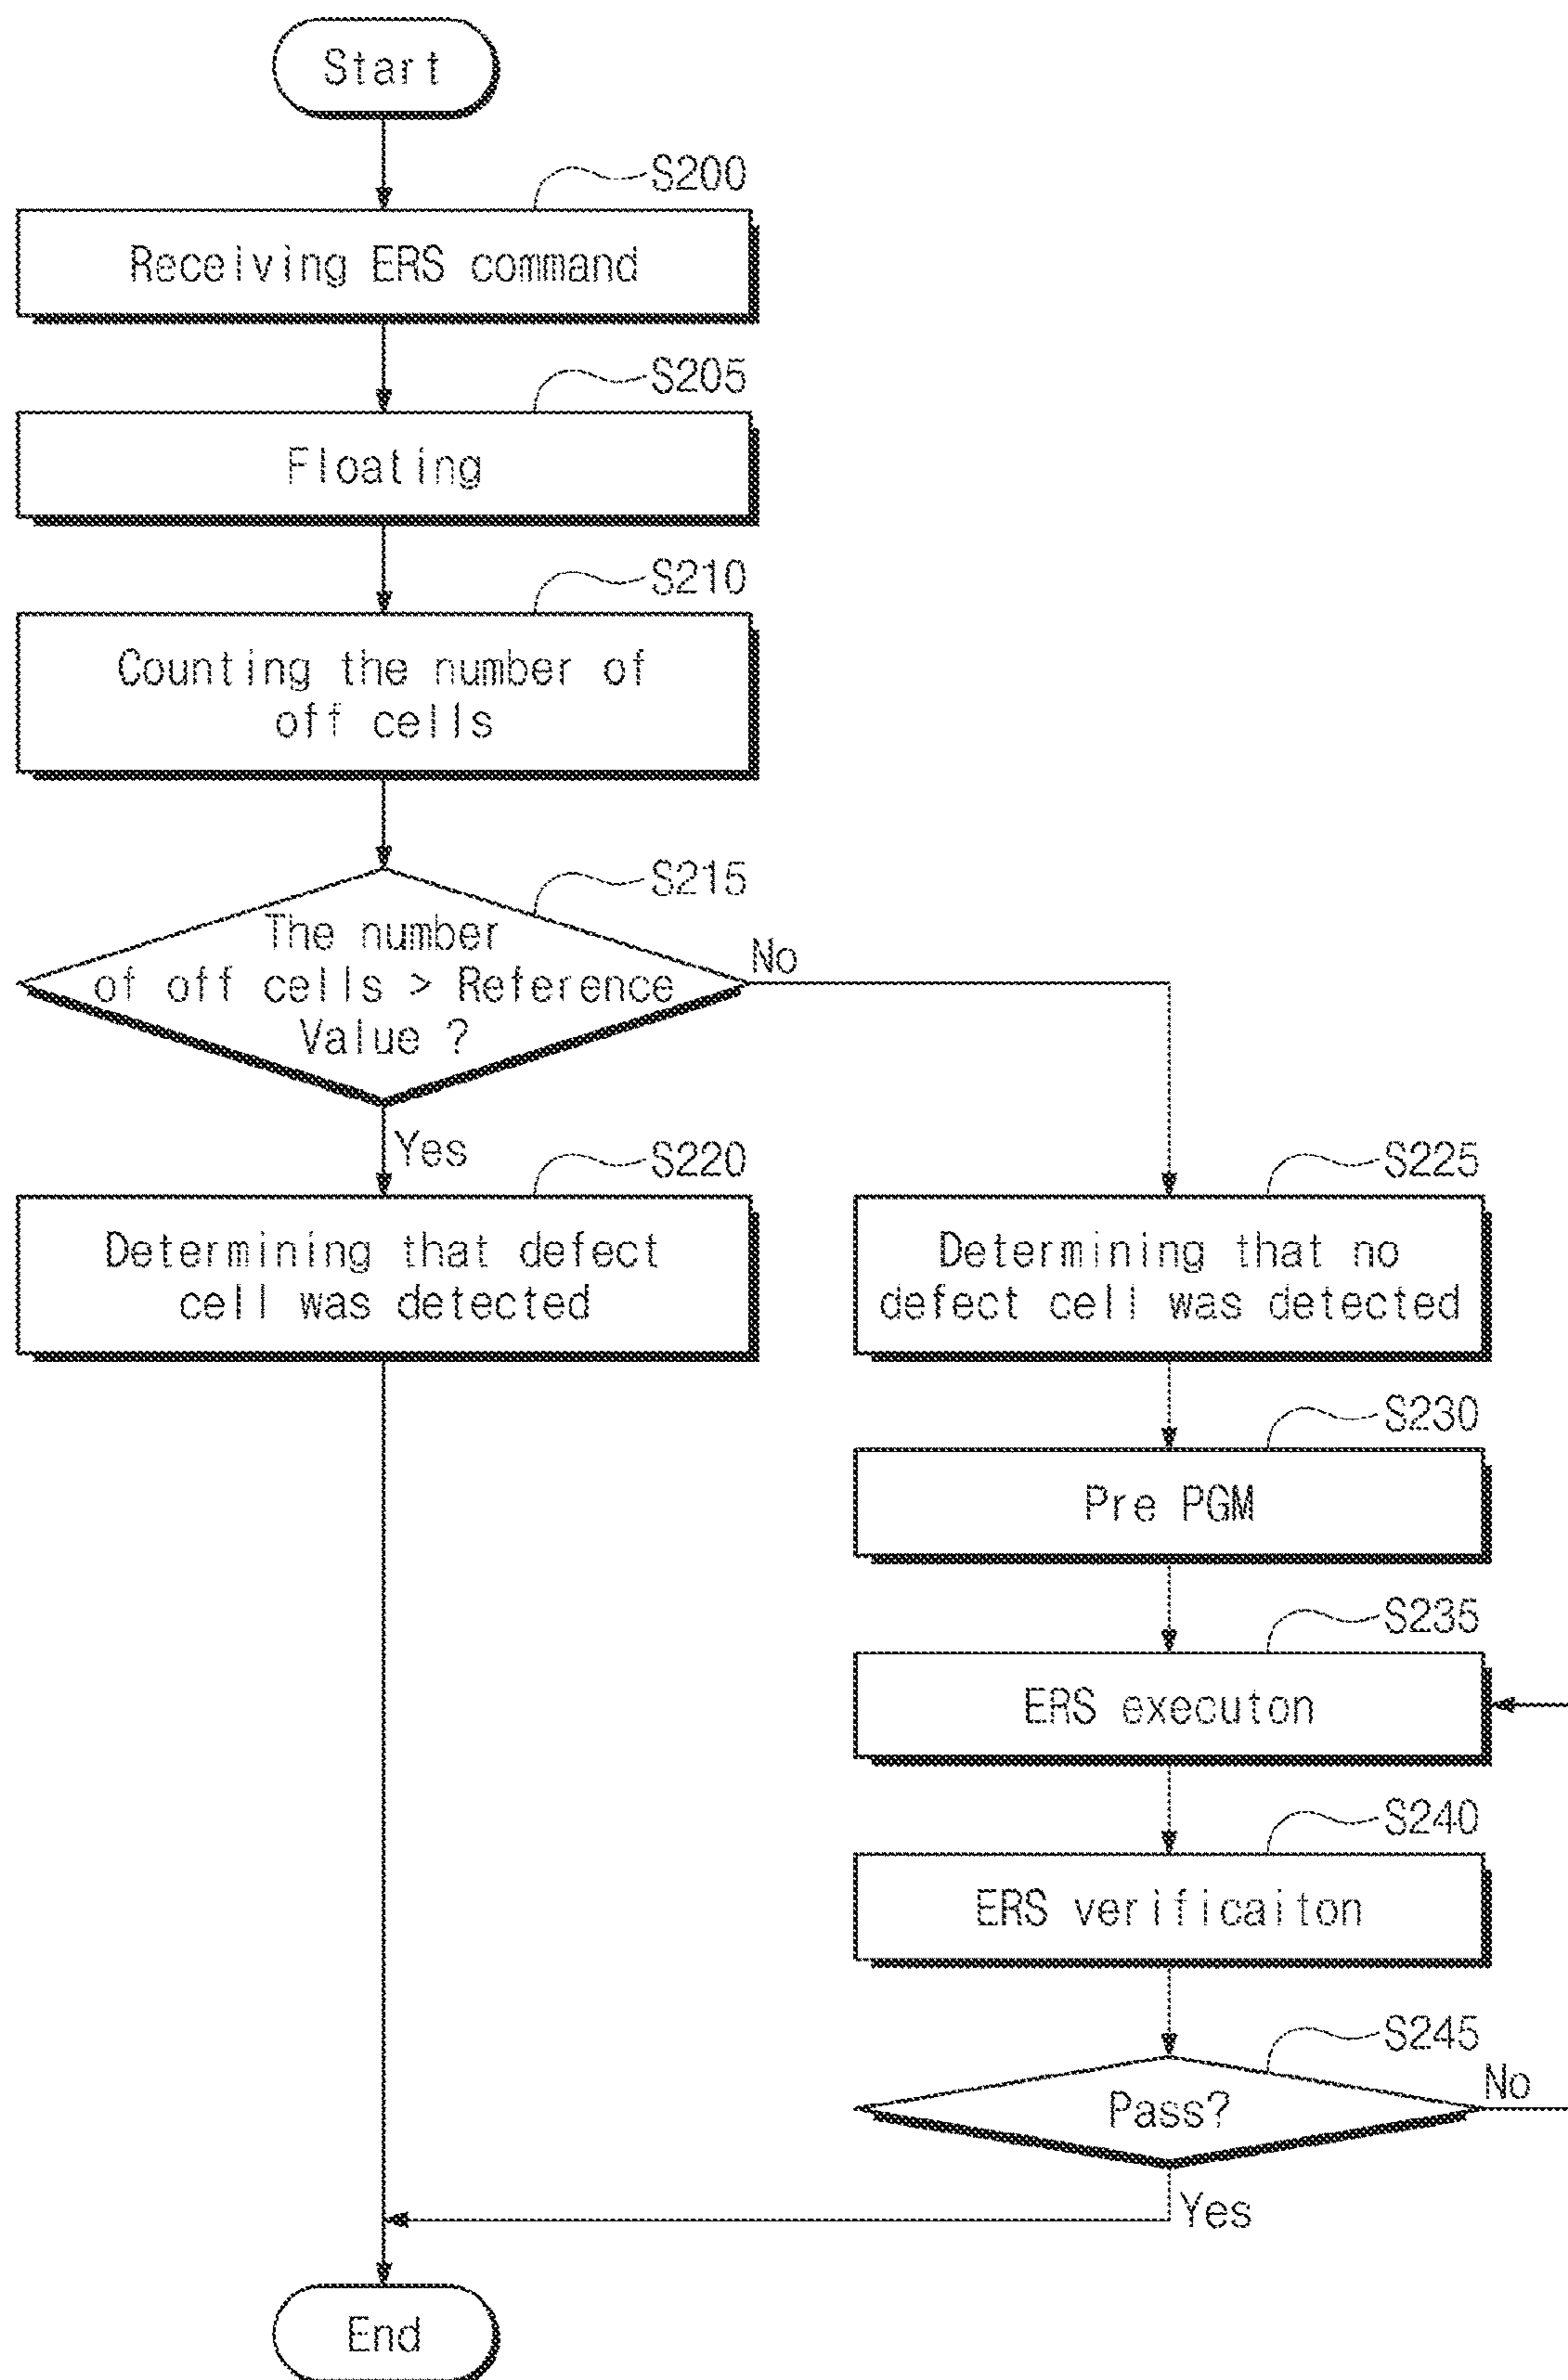 Start
S200
Receiving ERS command
S205
Floating
S210
Counting the number of
off cells
S215
The number
of off cells > Reference
Value ?
No
Yes
S220
Determining that defect
cell was detected
S225
Determining that no
defect cell was detected
S230
Pre PGM
S235
ERS executon
S240
ERS verificaiton
S245
Pass?
No
Yes
End